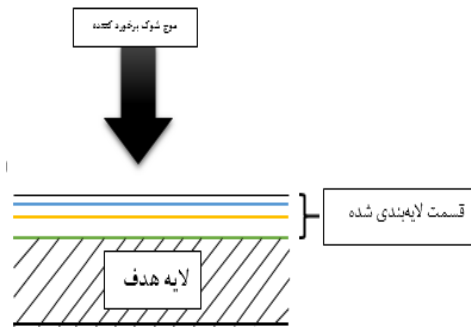 موج شوک برخورد کننده
قسمت لایه‌بندی شده
لایه هدف